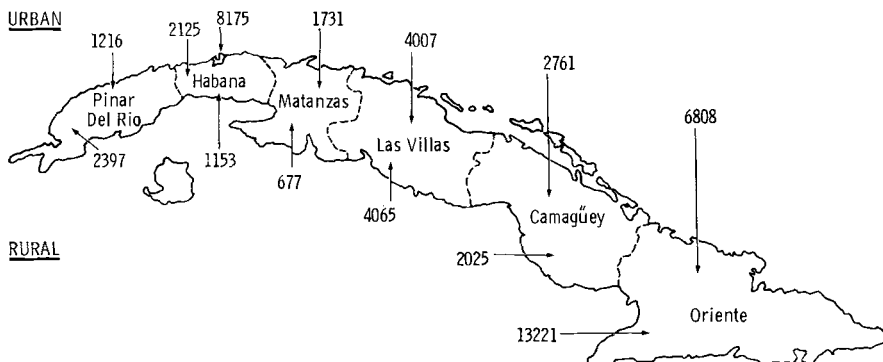 URBAN
8175
1731
2125
4007
1216
2761
Habana
6808
Pinar
Del Rio
Matanzas
Las Villas
2397
1153
677
4065
Camagűey
RURAL
2025
Oriente
13221